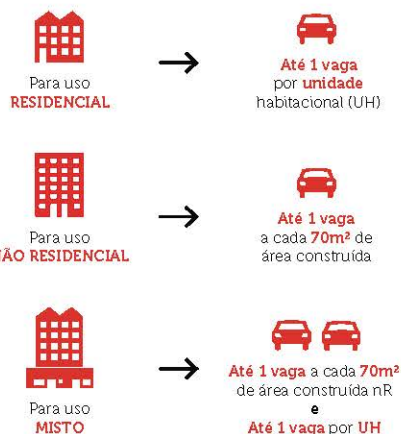 Para uso
RESIDENCIAL
Até 1 vaga
por unidade
habitacional (UH)
Para uso
NÃO RESIDENCIAL
Até 1 vaga
a cada 70m² de
área construída
Para uso
MISTO
Até 1 vaga a cada 70m²
de área construída nR
e
Até 1 vaga por UH